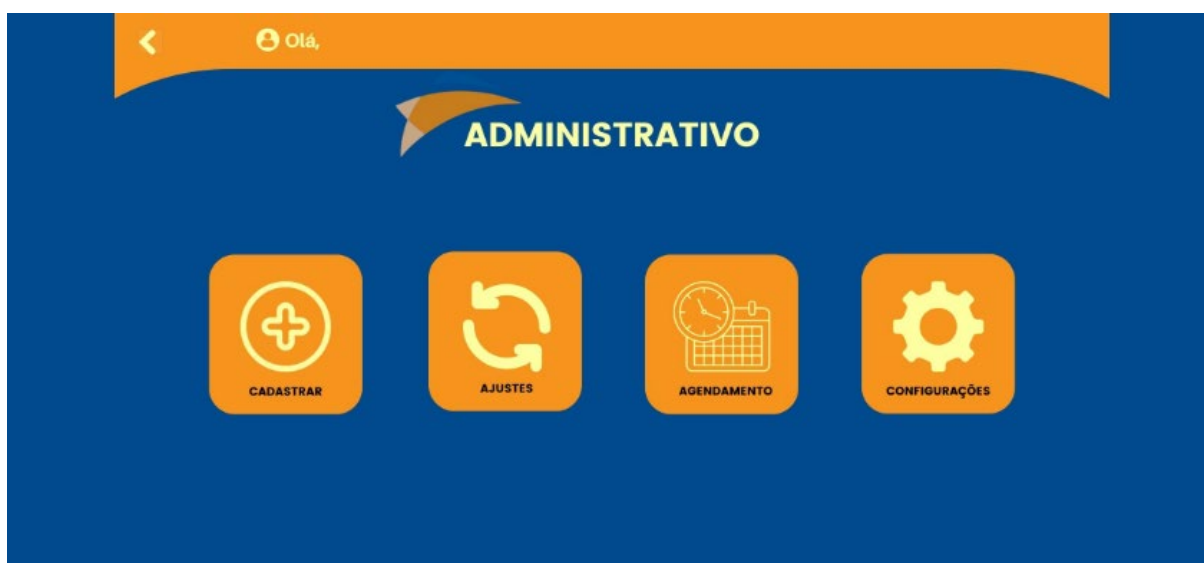 Olá,
ADMINISTRATIVO
CADASTRAR
AJUSTES
AGENDAMENTO
CONFIGURAÇÕES